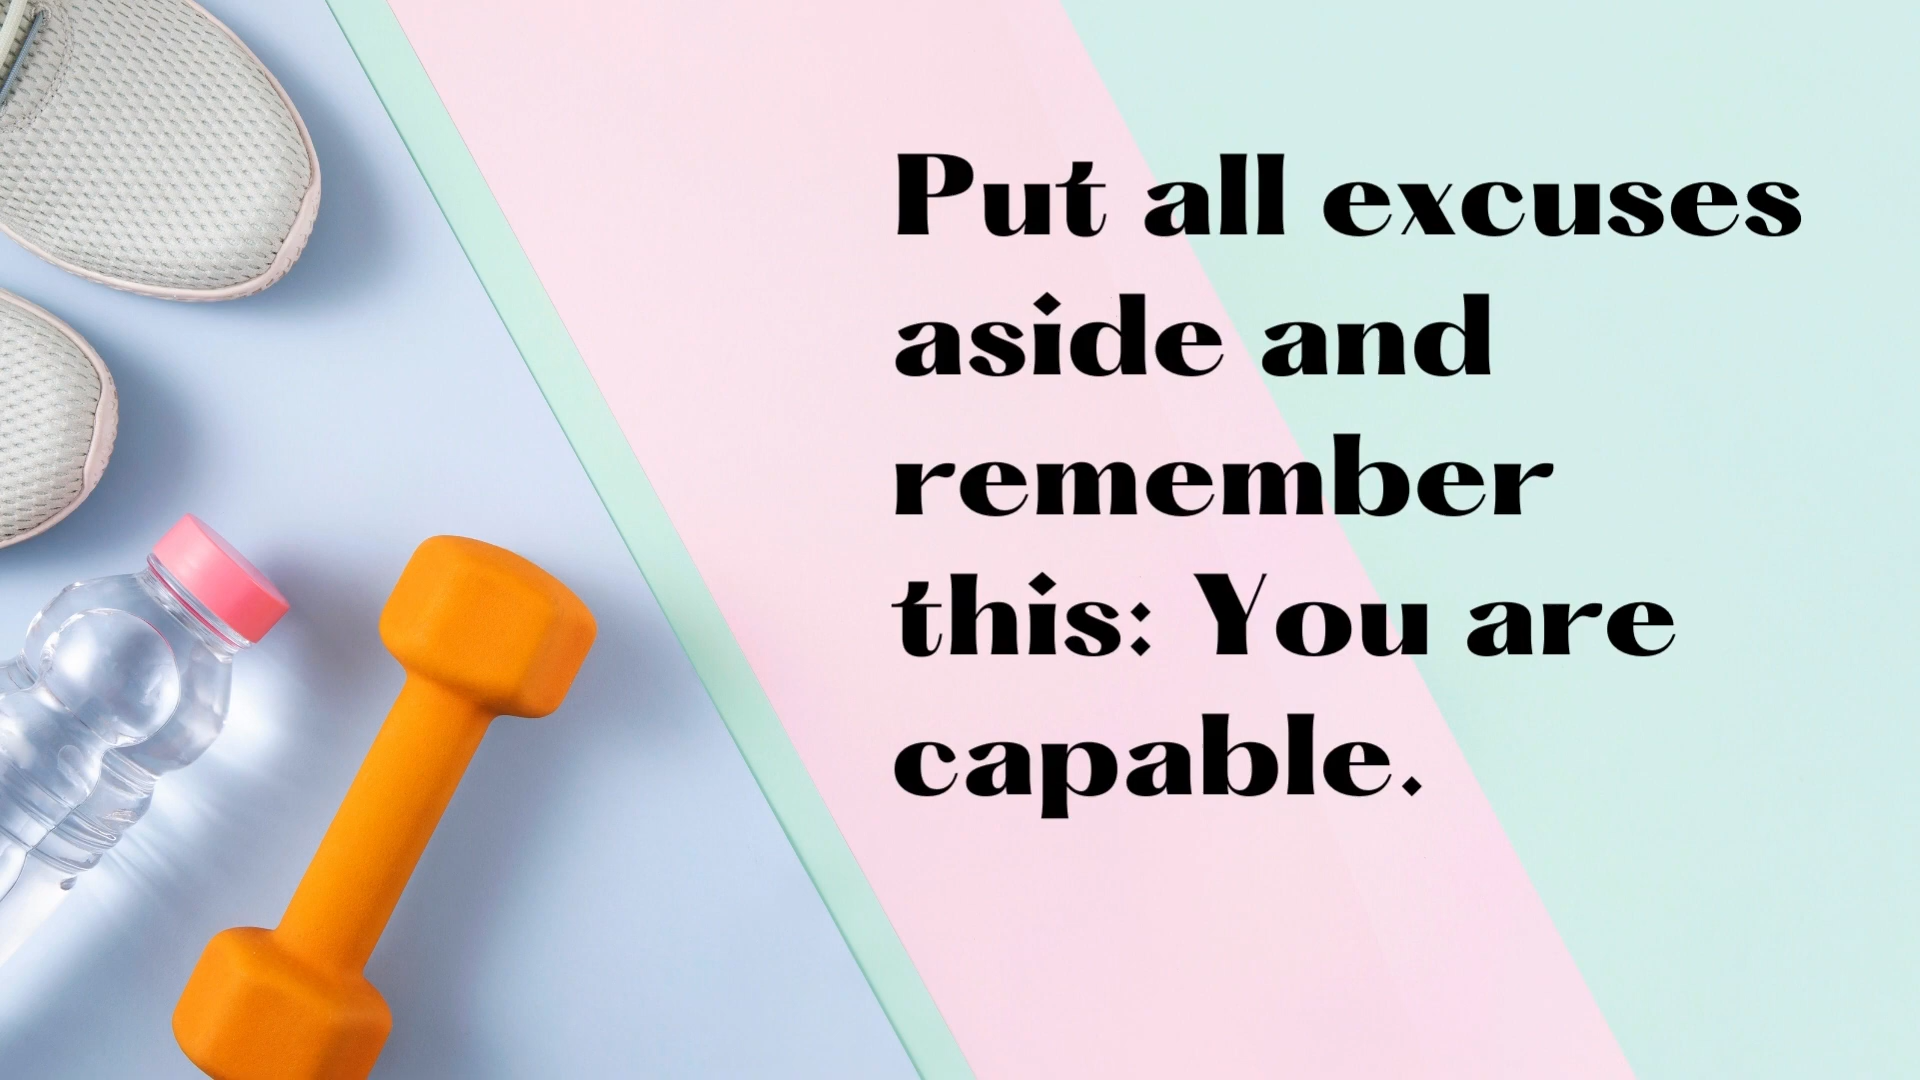 Put all excuses
aside and
remember
this: You are
capable.